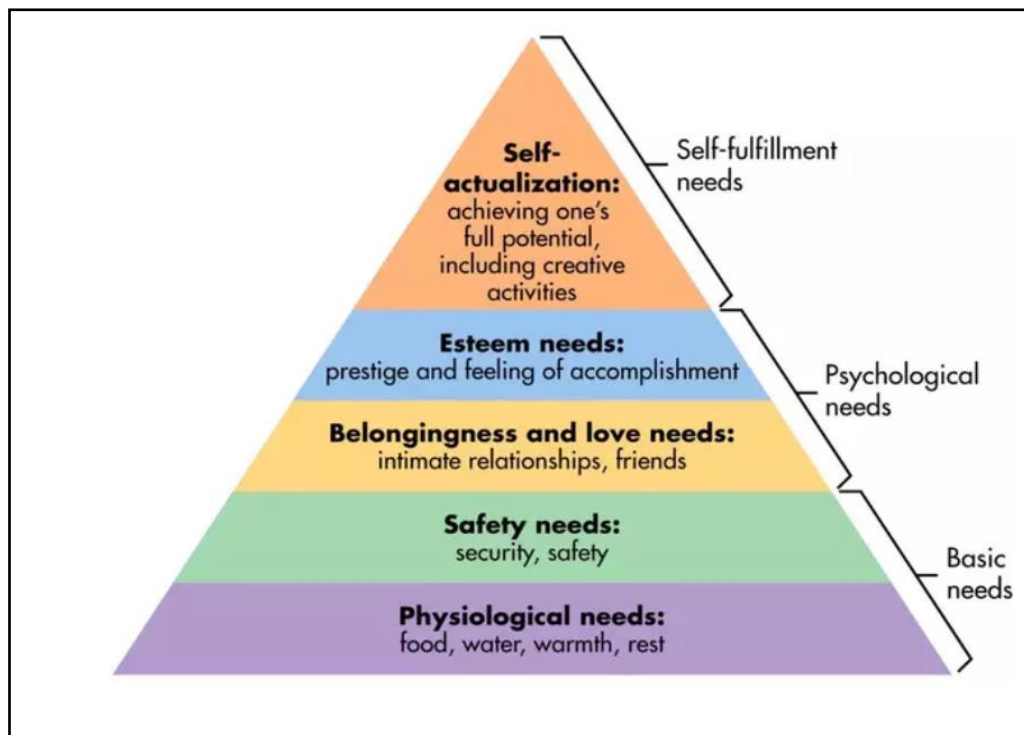 Self-
actualization:
achieving one's
full potential,
including creative
activities
Self-fulfillment
needs
Esteem needs:
prestige and feeling of accomplishment
Psychological
needs
Belongingness and love needs:
intimate relationships, friends
Safety needs:
security, safety
Basic
needs
Physiological needs:
food, water, warmth, rest